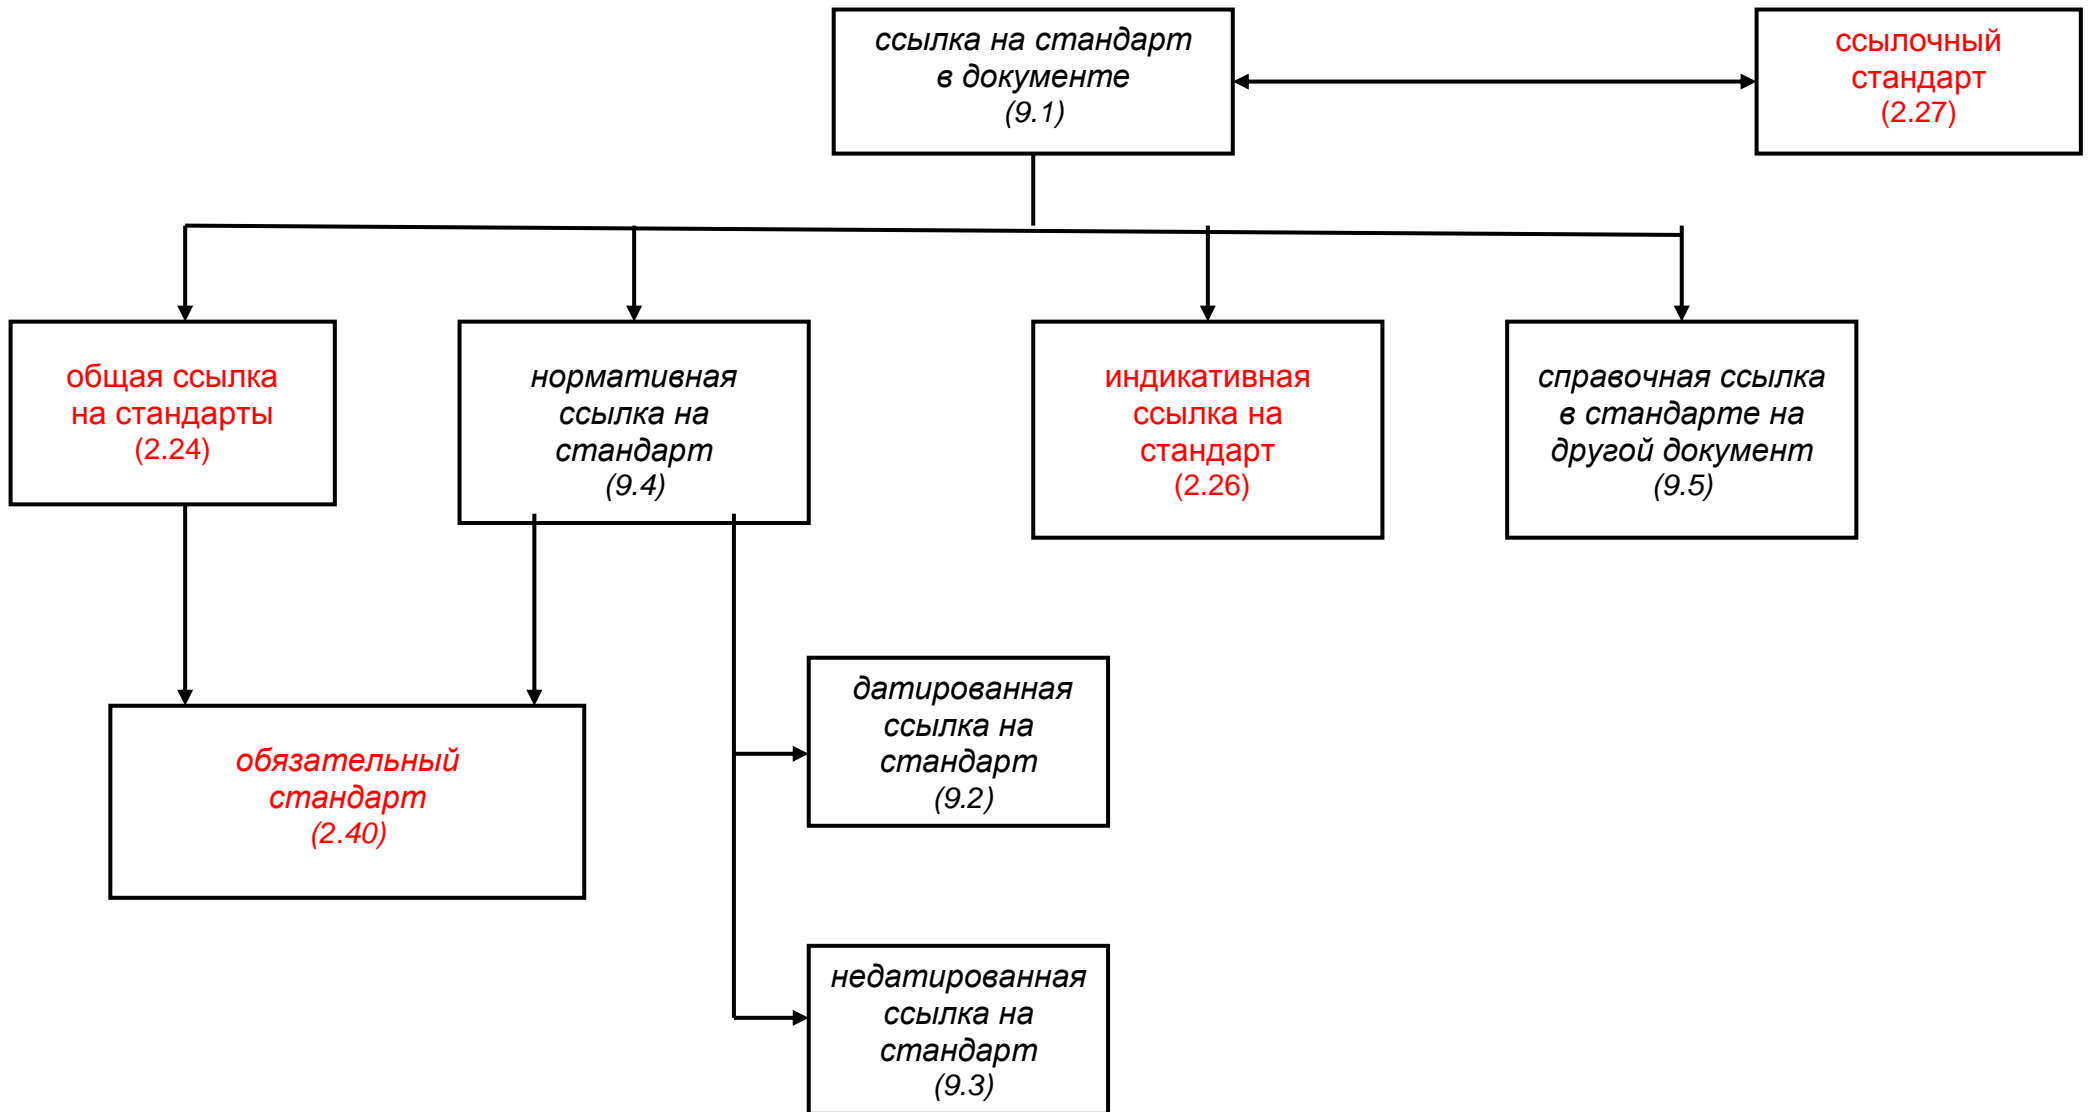 ссылка на стандарт
в документе
(9.1)
ссылочный
стандарт
(2.27)
общая ссылка
на стандарты
(2.24)
нормативная
ссылка на
стандарт
(9.4)
индикативная
ссылка на
стандарт
(2.26)
справочная ссылка
в стандарте на
другой документ
(9.5)
датированная
ссылка на
стандарт
(9.2)
обязательный
стандарт
(2.40)
недатированная
ссылка на
стандарт
(9.3)